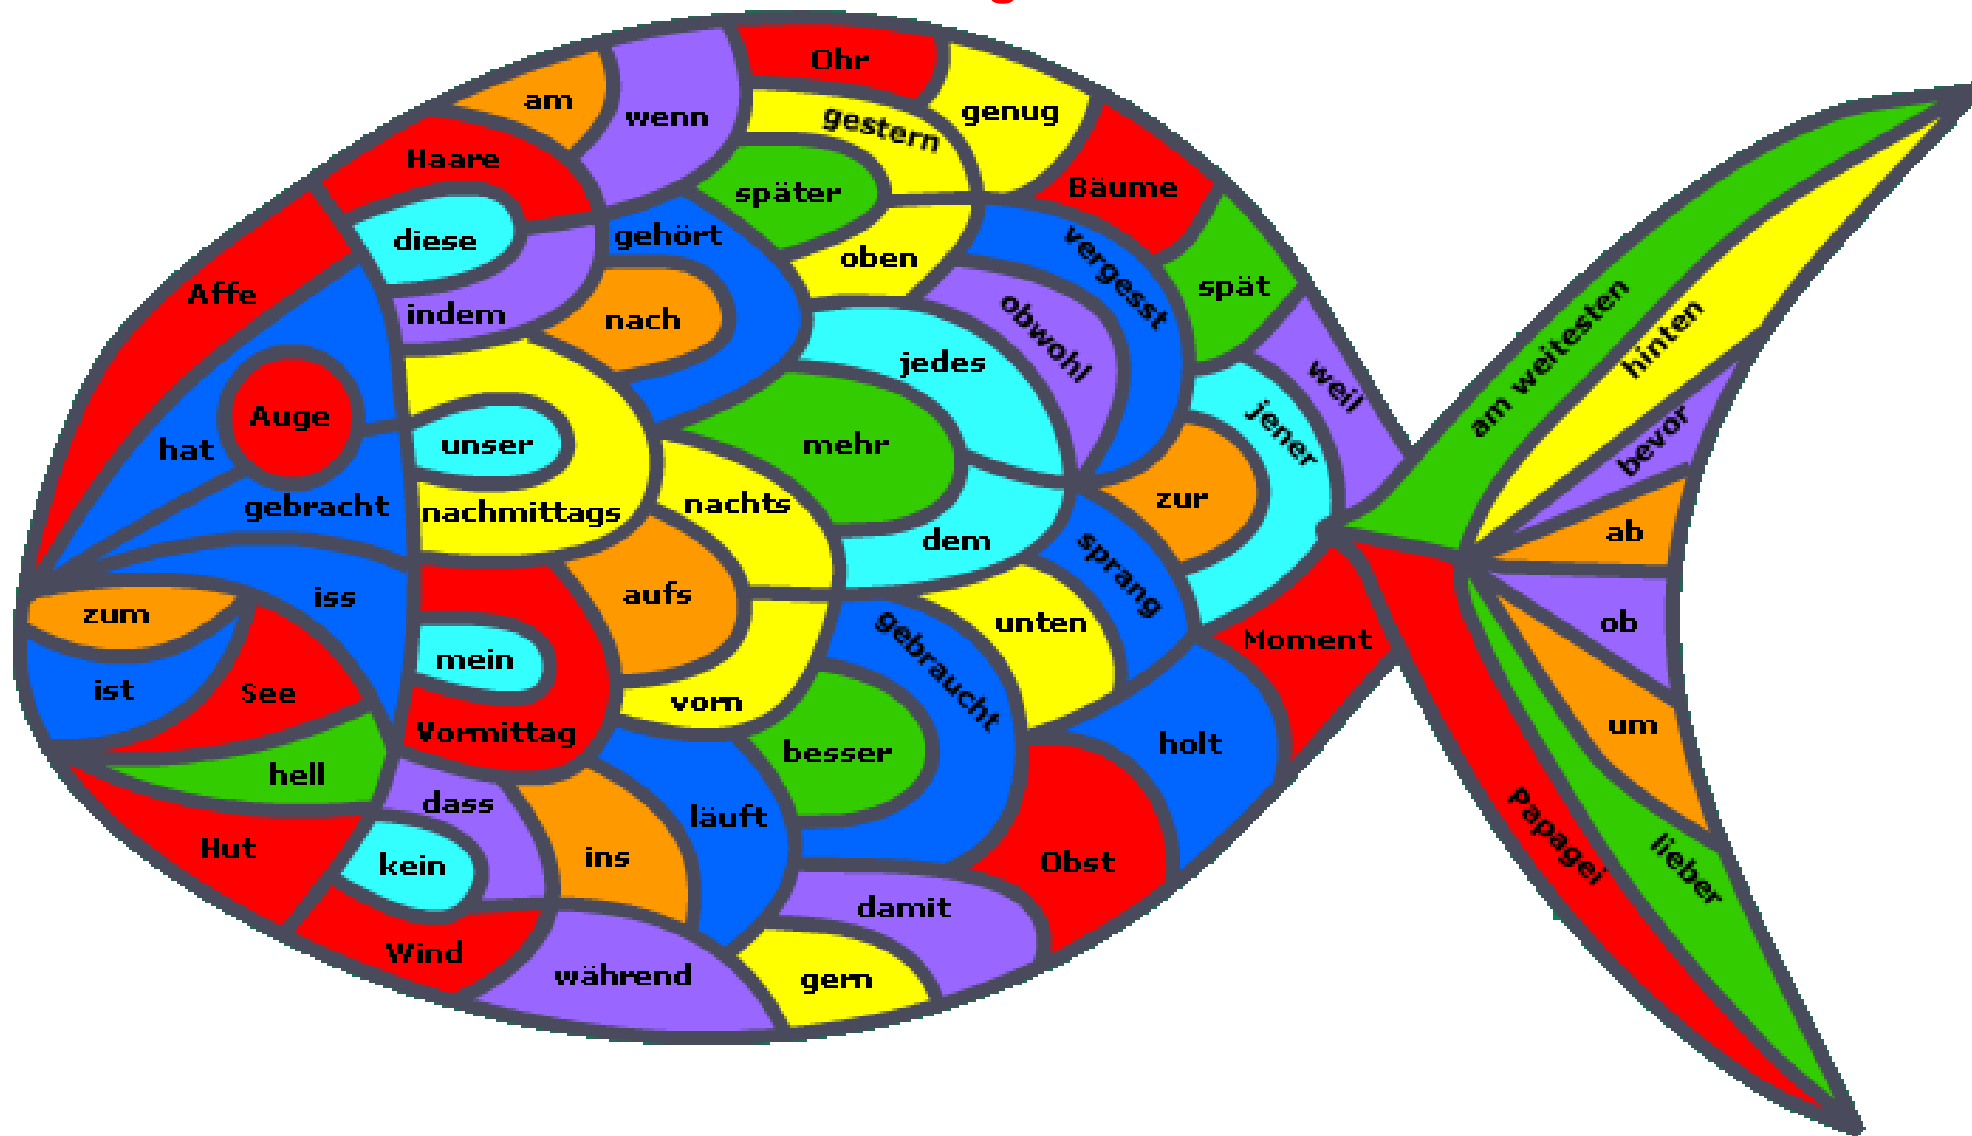 Ohr
am
wenn
genug
gestern
Haare
Bäume
später
diese
gehört
oben
vergesst
Affe
spät
indem
nach
obwohl
am weitesten
hinten
jedes
weil
Auge
hat
unser
mehr
jener
bevor
gebracht
nachmittags
nachts
zur
ab
dem
sprang
iss
aufs
zum
unten
ob
mein
Moment
ist
See
vorn
gebraucht
um
Vormittag
besser
holt
hell
dass
läuft
Papagei
Hut
kein
ins
Obst
lieber
damit
Wind
während
gern